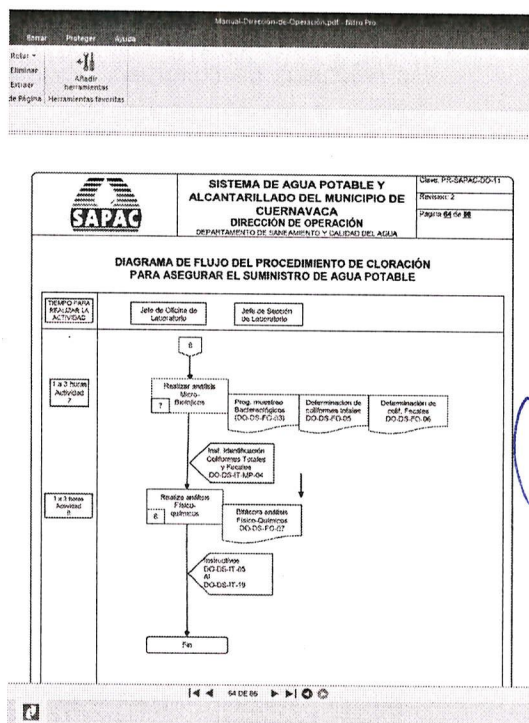 Manual-Dirección-de-Operación.pdf - Nitro Pro
Borrar Proteger Ayuda
Rotar
Eliminar
Extraer
de Página
Añadir
herramientas
Herramientas favoritas
SAPAC
SISTEMA DE AGUA POTABLE Y
ALCANTARILLADO DEL MUNICIPIO DE
CUERNAVACA
DIRECCIÓN DE OPERACIÓN
DEPARTAMENTO DE SANEAMIENTO Y CALIDAD DEL AGUA
Clave: PR-SAPAC-DO-11
Revisión: 2
Pagina 64 de 86
DIAGRAMA DE FLUJO DEL PROCEDIMIENTO DE CLORACIÓN
PARA ASEGURAR EL SUMINISTRO DE AGUA POTABLE
TIEMPO PARA
REALIZAR LA
ACTIVIDAD
Jefe de Oficina de
Laboratorio
Jefe de Sección
de Laboratorio
6
1 a 3 horas
Actividad
7
Realizar análisis
Micro-
Biológicos
7
Prog. muestreo
Bacteriológicos
(DO-DS-FO-03)
Determinación de
coliformes totales
DO-DS-FO-05
Determinación de
colif. Fecales
DO-DS-FO-06
Inst. Identificación
Coliformes Totales
y Fecales
DO-DS-IT-MP-04
1 a 3 horas
Actividad
8
Realiza análisis
Físico-
químicos
8
Bitácora análisis
Físico-Químicos
DO-DS-FO-07
Instructivos
DO-DS-IT-05
Al
DO-DS-IT-19
Fin
64 DE 86